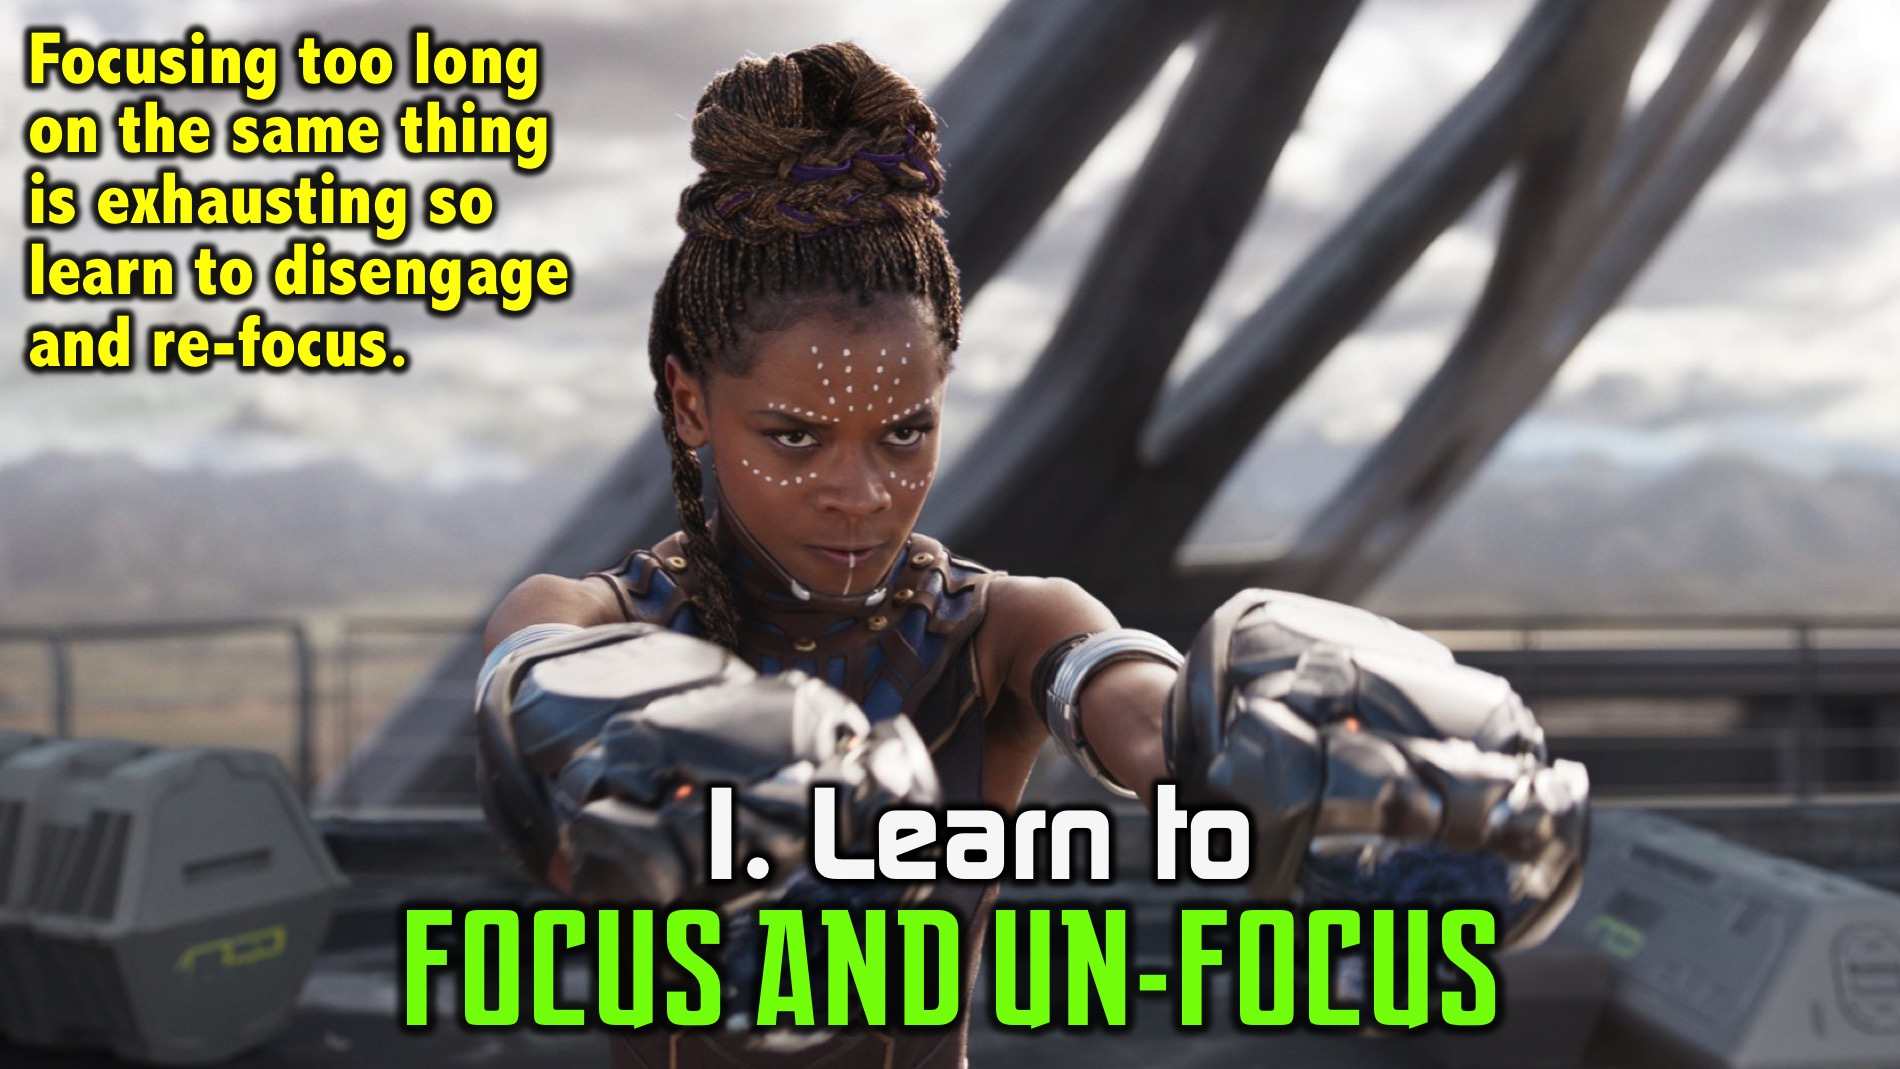 Focusing too long
on the same thing
is exhausting so
learn to disengage
and re-focus.
1. Learn to
FOCUS AND UN-FOCUS